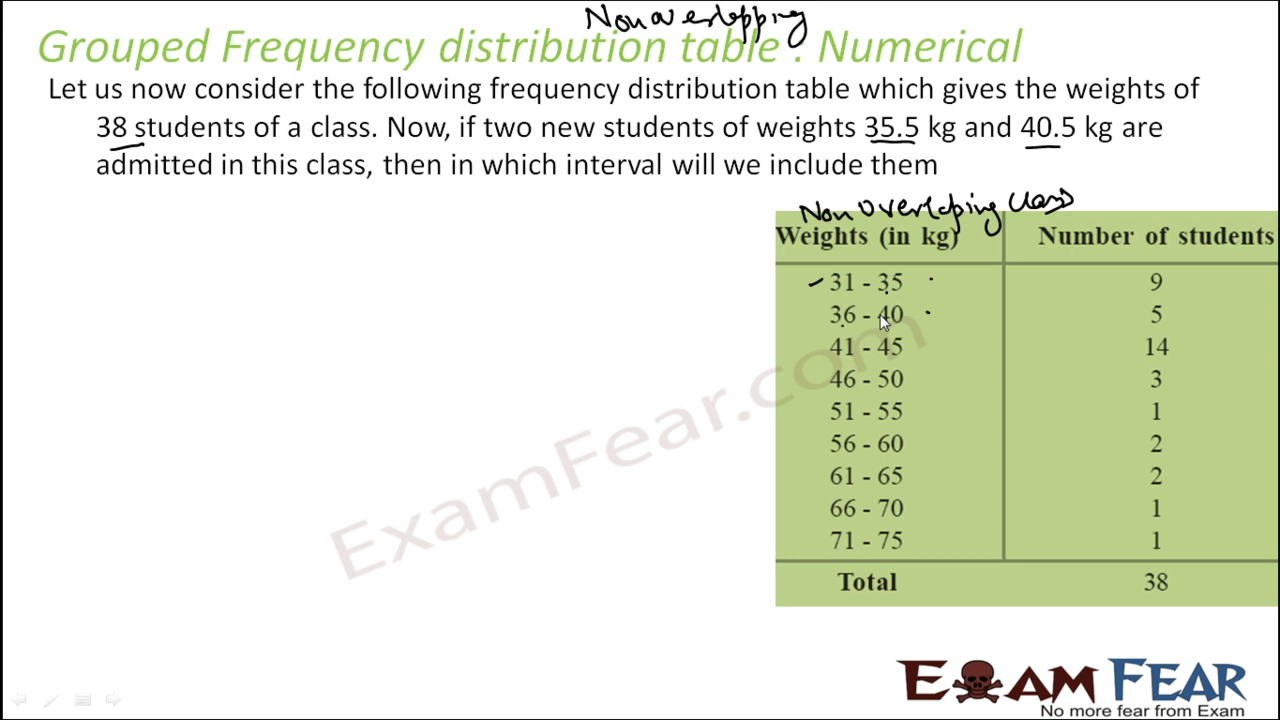 Non overlapping
Grouped Frequency distribution table : Numerical
Let us now consider the following frequency distribution table which gives the weights of
38 students of a class. Now, if two new students of weights 35.5 kg and 40.5 kg are
admitted in this class, then in which interval will we include them
Non Overlaping Class
Weights (in kg) Number of students
31 - 35 9
36 - 40 5
41 - 45 14
46 - 50 3
51 - 55 1
56 - 60 2
61 - 65 2
66 - 70 1
71 - 75 1
Total 38
ExamFear.com
EXAM FEAR
No more fear from Exam